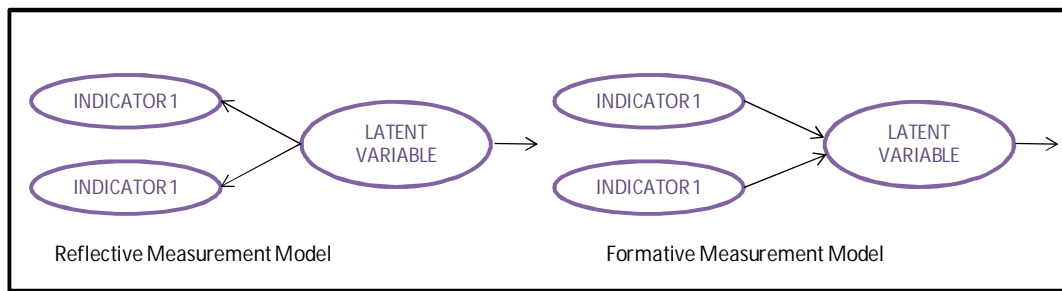 INDICATOR 1
LATENT
VARIABLE
INDICATOR 1
Reflective Measurement Model
INDICATOR 1
LATENT
VARIABLE
INDICATOR 1
Formative Measurement Model